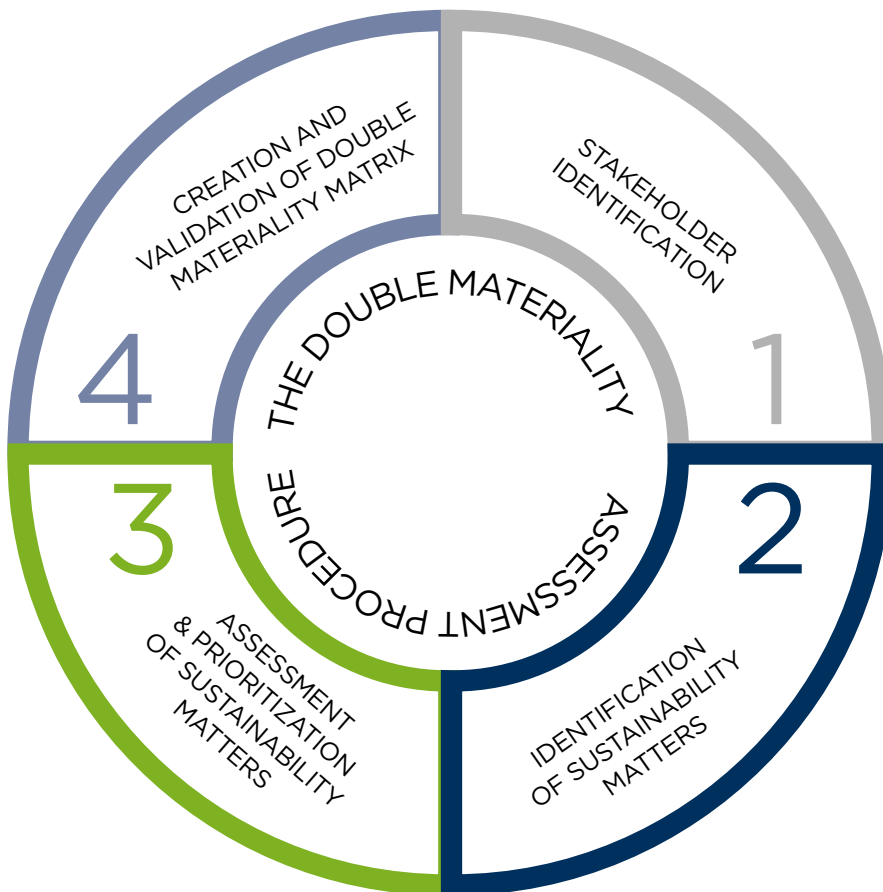 THE DOUBLE MATERIALITY
ASSESSMENT PROCEDURE
1
STAKEHOLDER
IDENTIFICATION
2
IDENTIFICATION
OF SUSTAINABILITY
MATTERS
3
ASSESSMENT
& PRIORITIZATION
OF SUSTAINABILITY
MATTERS
4
CREATION AND
VALIDATION OF DOUBLE
MATERIALITY MATRIX